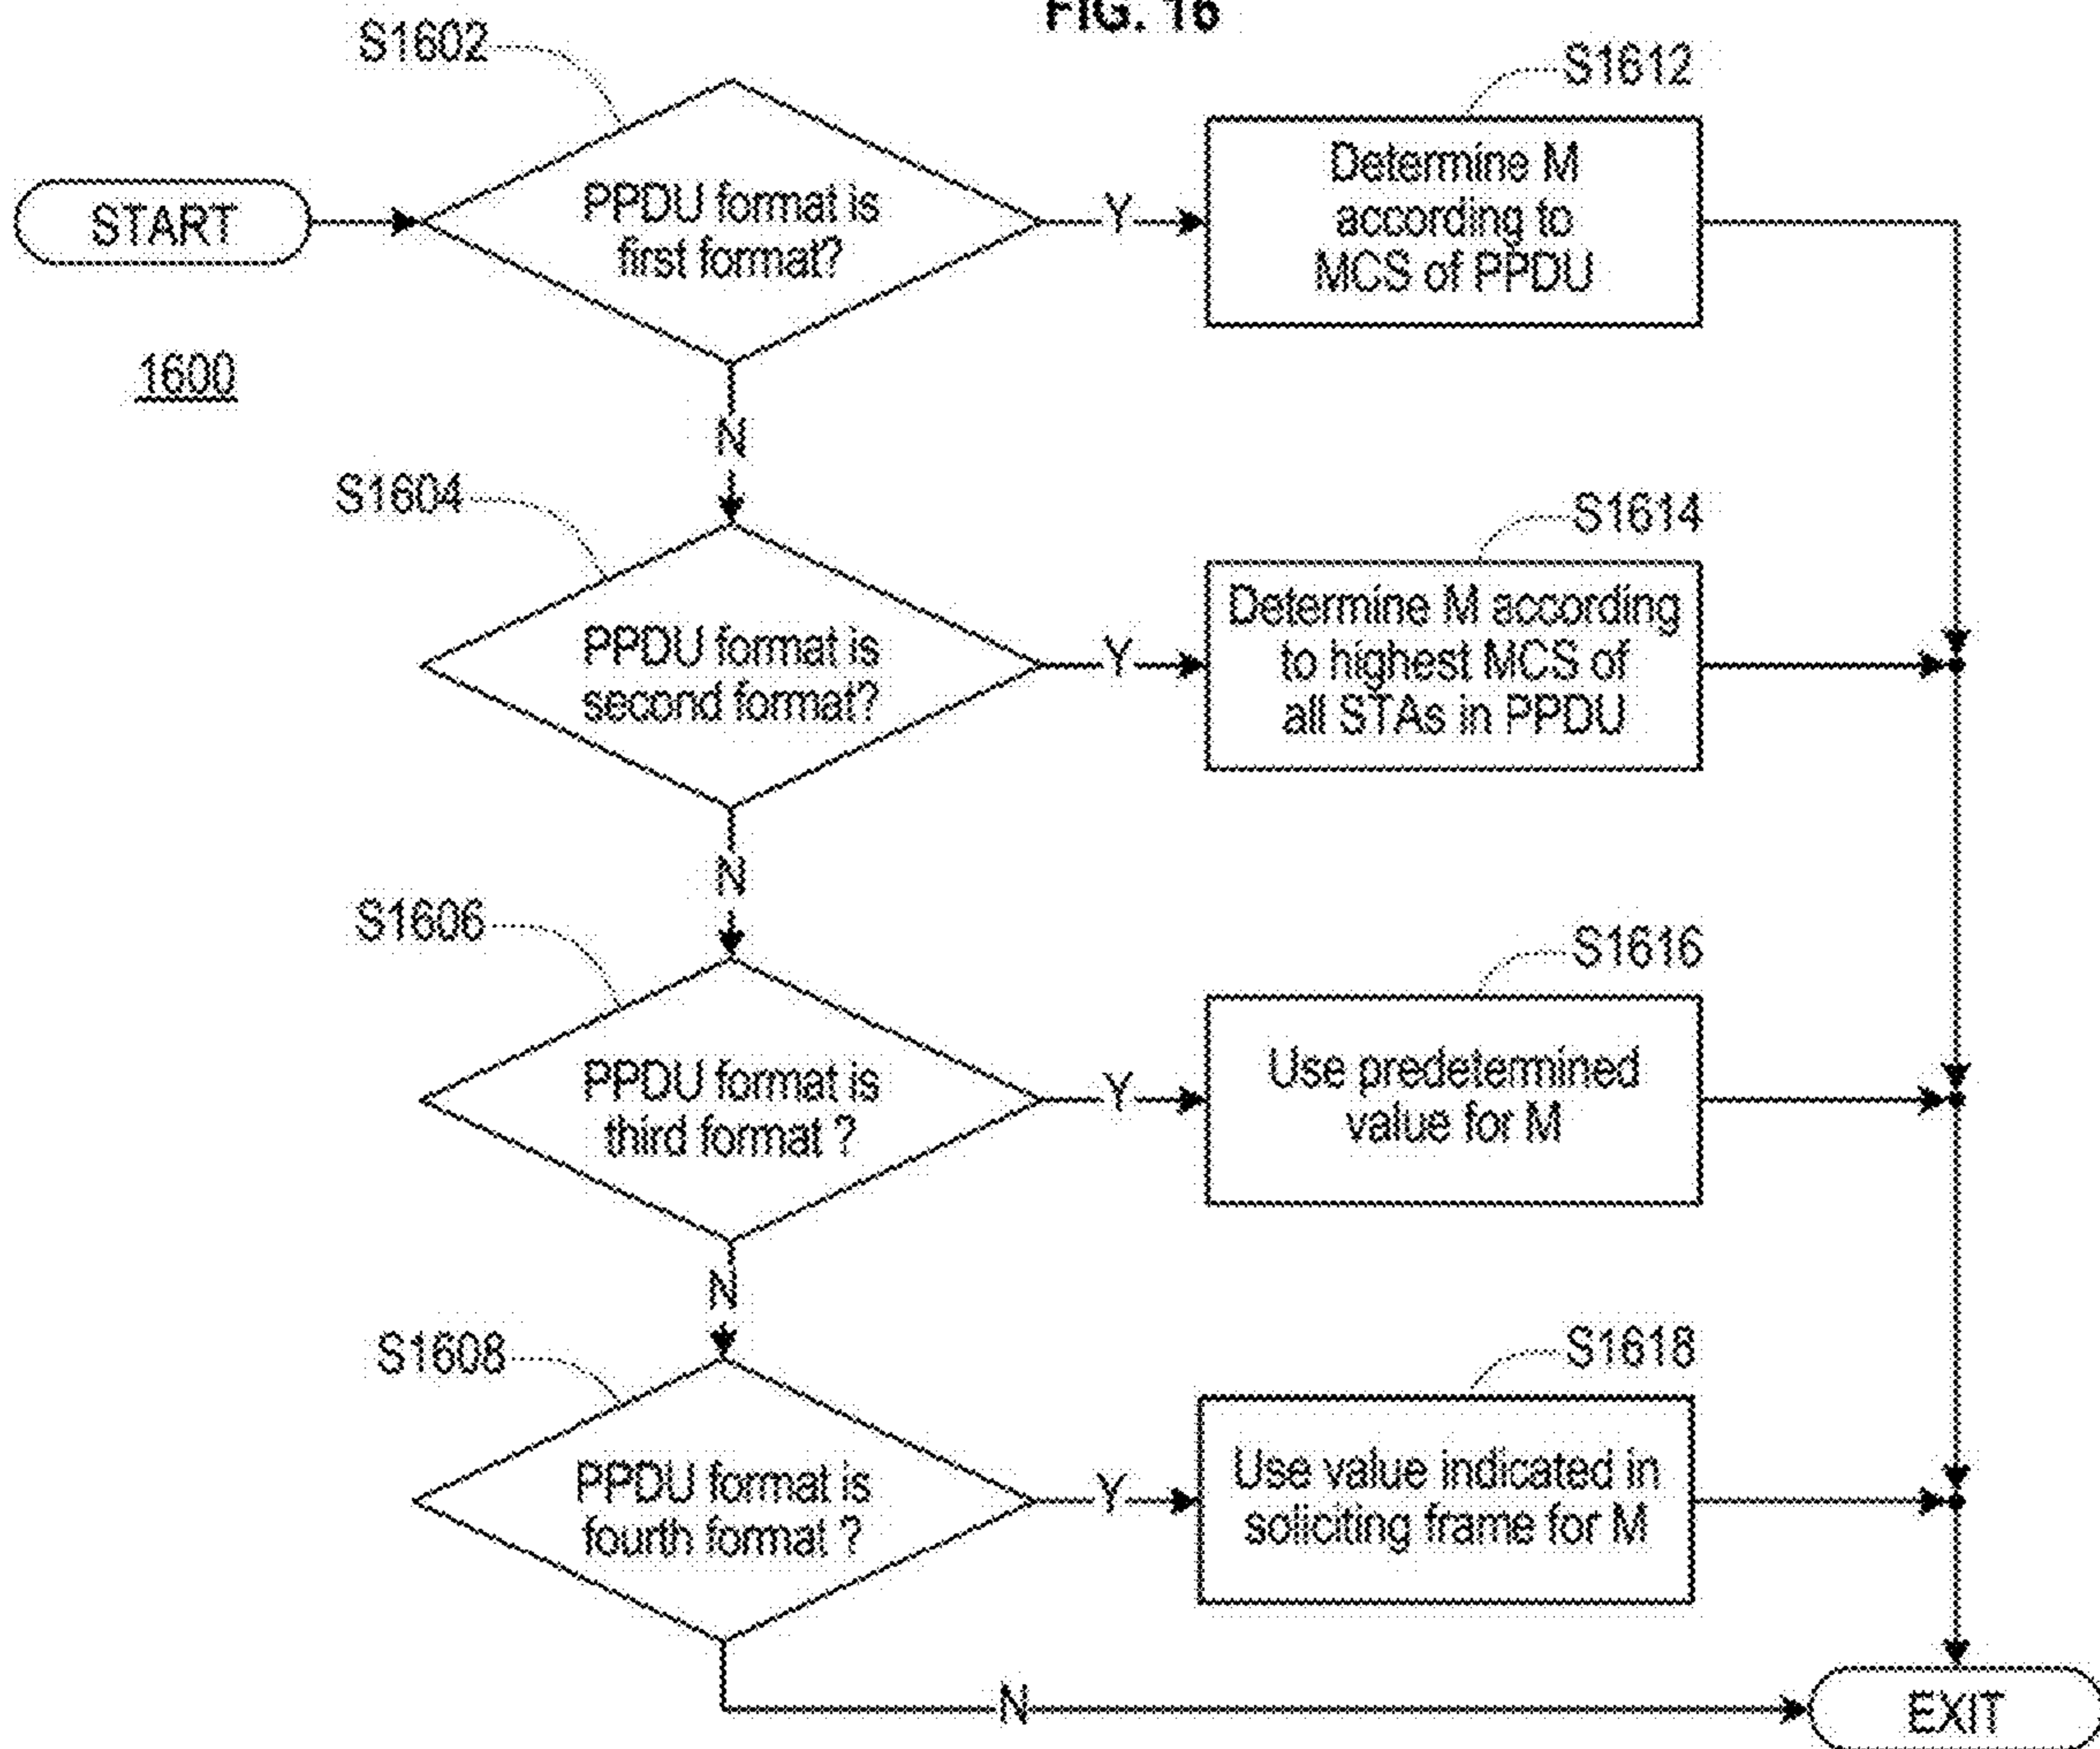 FIG. 16
S1602
S1612
START
PPDU format is
first format?
Y
Determine M
according to
MCS of PPDU
1600
N
S1604
S1614
PPDU format is
second format?
Y
Determine M according
to highest MCS of
all STAs in PPDU
N
S1606
S1616
PPDU format is
third format ?
Y
Use predetermined
value for M
N
S1608
S1618
PPDU format is
fourth format ?
Y
Use value indicated in
soliciting frame for M
N
EXIT